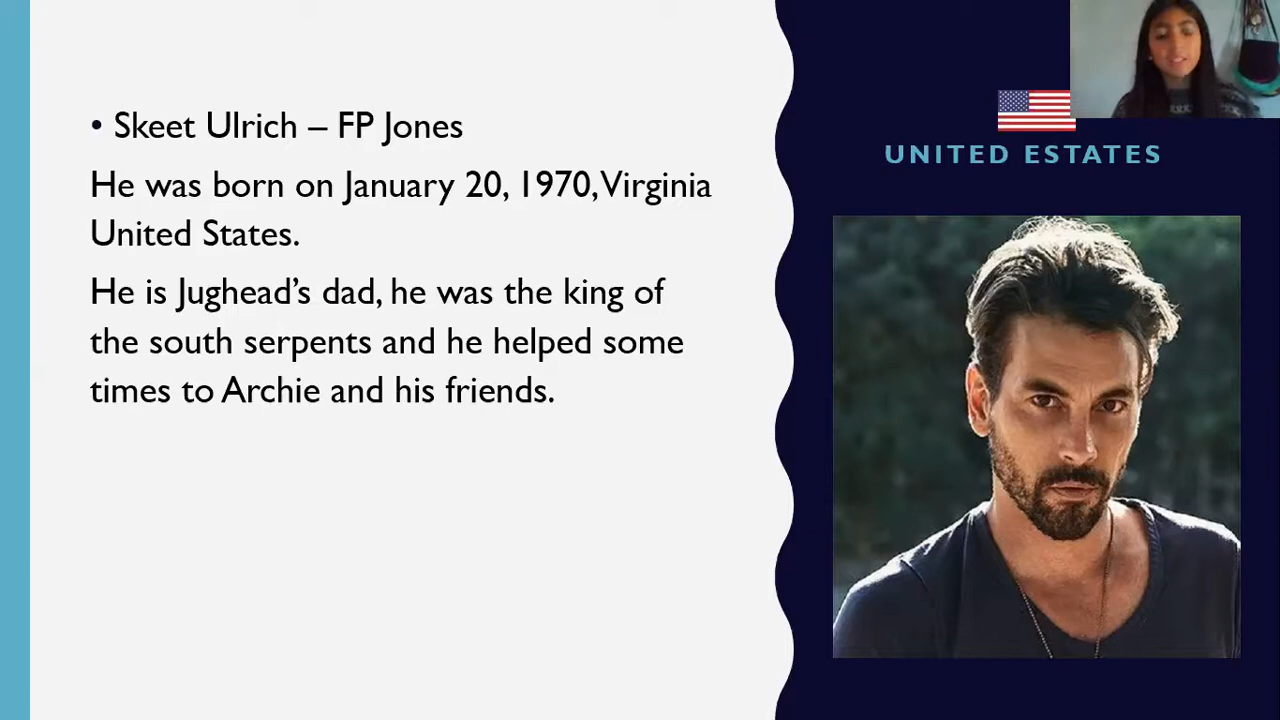 • Skeet Ulrich – FP Jones
He was born on January 20, 1970, Virginia
United States.
He is Jughead’s dad, he was the king of
the south serpents and he helped some
times to Archie and his friends.
UNITED ESTATES